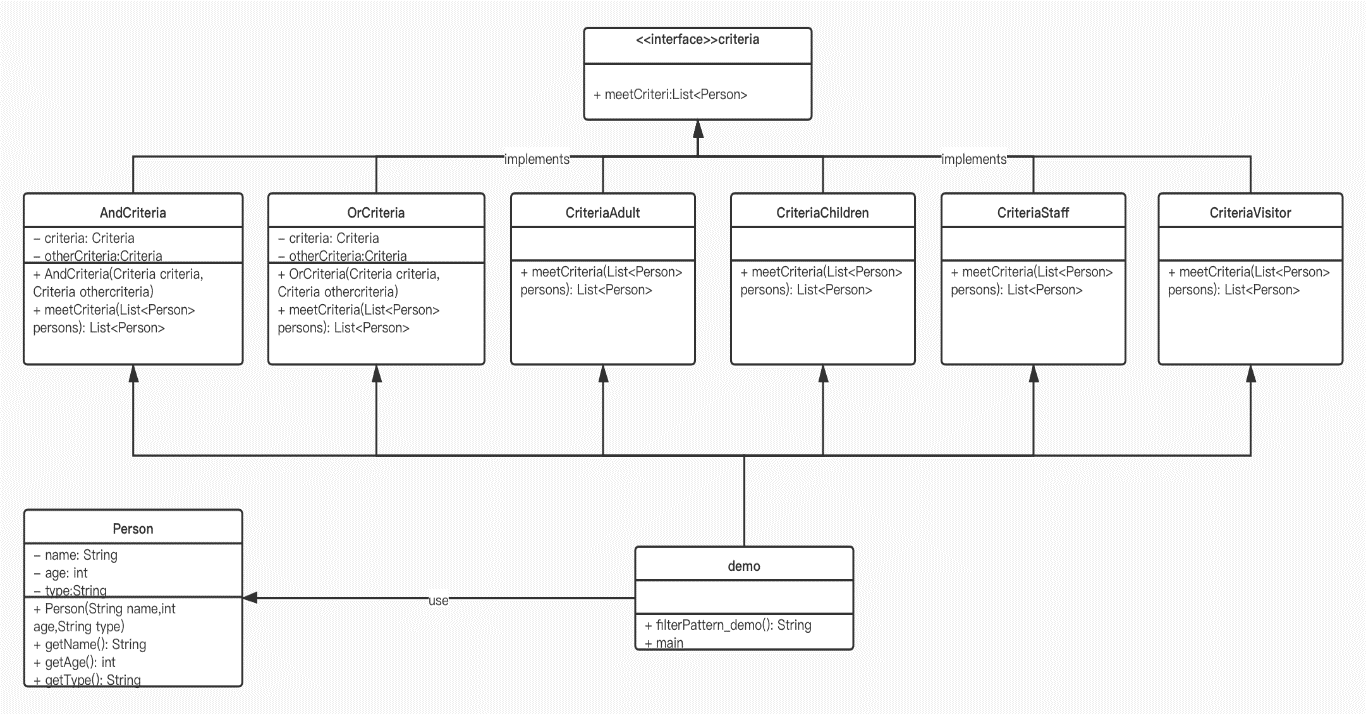 <<interface>>criteria
+ meetCriteri:List<Person>
implements
implements
AndCriteria
– criteria: Criteria
– otherCriteria:Criteria
+ AndCriteria(Criteria criteria,
Criteria othercriteria)
+ meetCriteria(List<Person>
persons): List<Person>
OrCriteria
– criteria: Criteria
– otherCriteria:Criteria
+ OrCriteria(Criteria criteria,
Criteria othercriteria)
+ meetCriteria(List<Person>
persons): List<Person>
CriteriaAdult
+ meetCriteria(List<Person>
persons): List<Person>
CriteriaChildren
+ meetCriteria(List<Person>
persons): List<Person>
CriteriaStaff
+ meetCriteria(List<Person>
persons): List<Person>
CriteriaVisitor
+ meetCriteria(List<Person>
persons): List<Person>
Person
– name: String
– age: int
– type:String
+ Person(String name,int
age,String type)
+ getName(): String
+ getAge(): int
+ getType(): String
use
demo
+ filterPattern_demo(): String
+ main